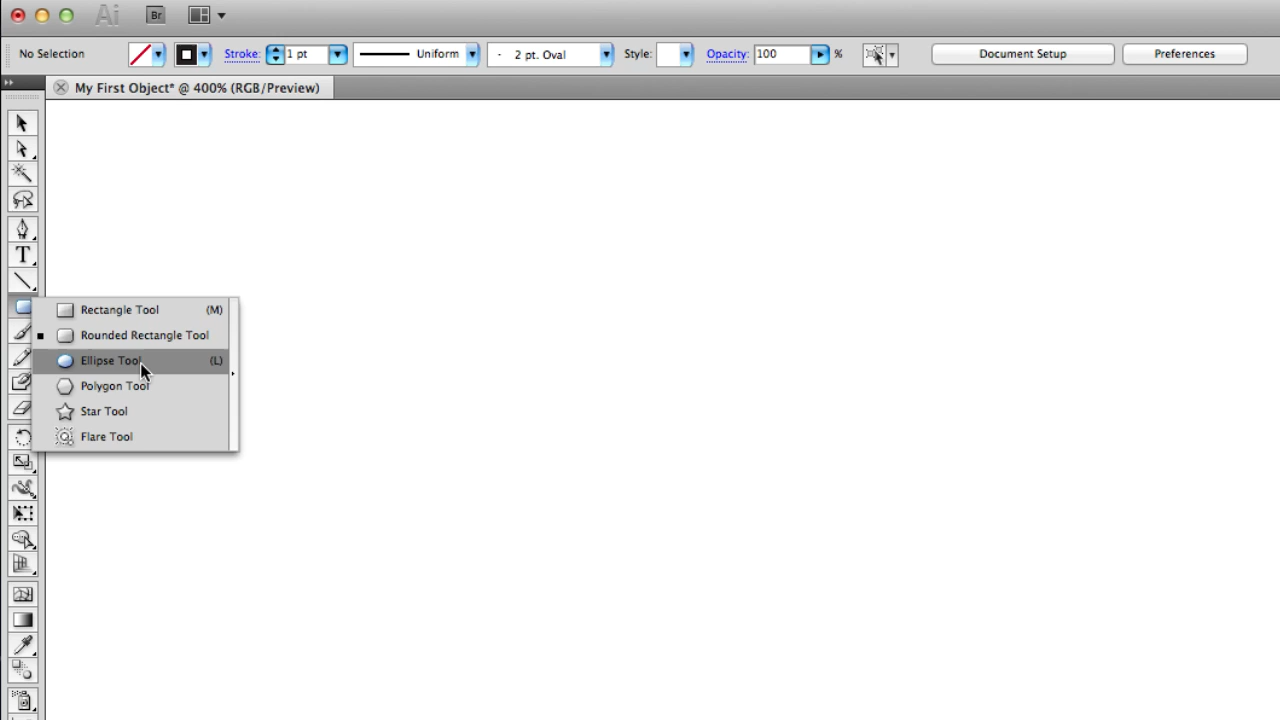 Ai Br
No Selection Stroke: 1 pt Uniform 2 pt. Oval Style: Opacity: 100 % Document Setup Preferences
My First Object* @ 400% (RGB/Preview)
T
Rectangle Tool (M)
Rounded Rectangle Tool
Ellipse Tool (L)
Polygon Tool
Star Tool
Flare Tool